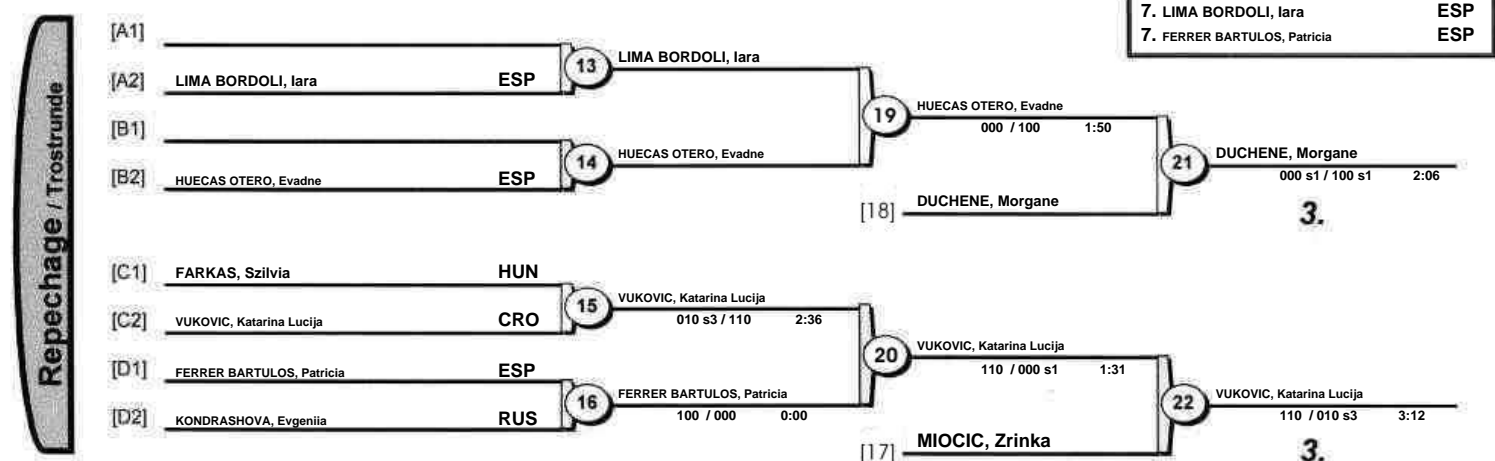 7. LIMA BORDOLI, Iara ESP
7. FERRER BARTULOS, Patricia ESP
Repechage / Trostrunde
[A1]
13 LIMA BORDOLI, Iara
[A2] LIMA BORDOLI, Iara ESP
[B1]
19 HUECAS OTERO, Evadne
000 / 100 1:50
14 HUECAS OTERO, Evadne
[B2] HUECAS OTERO, Evadne ESP
21 DUCHENE, Morgane
000 s1 / 100 s1 2:06
[18] DUCHENE, Morgane
3.
[C1] FARKAS, Szilvia HUN
15 VUKOVIC, Katarina Lucija
010 s3 / 110 2:36
[C2] VUKOVIC, Katarina Lucija CRO
20 VUKOVIC, Katarina Lucija
110 / 000 s1 1:31
[D1] FERRER BARTULOS, Patricia ESP
16 FERRER BARTULOS, Patricia
100 / 000 0:00
[D2] KONDRASHOVA, Evgeniia RUS
22 VUKOVIC, Katarina Lucija
110 / 010 s3 3:12
[17] MIOCIC, Zrinka
3.